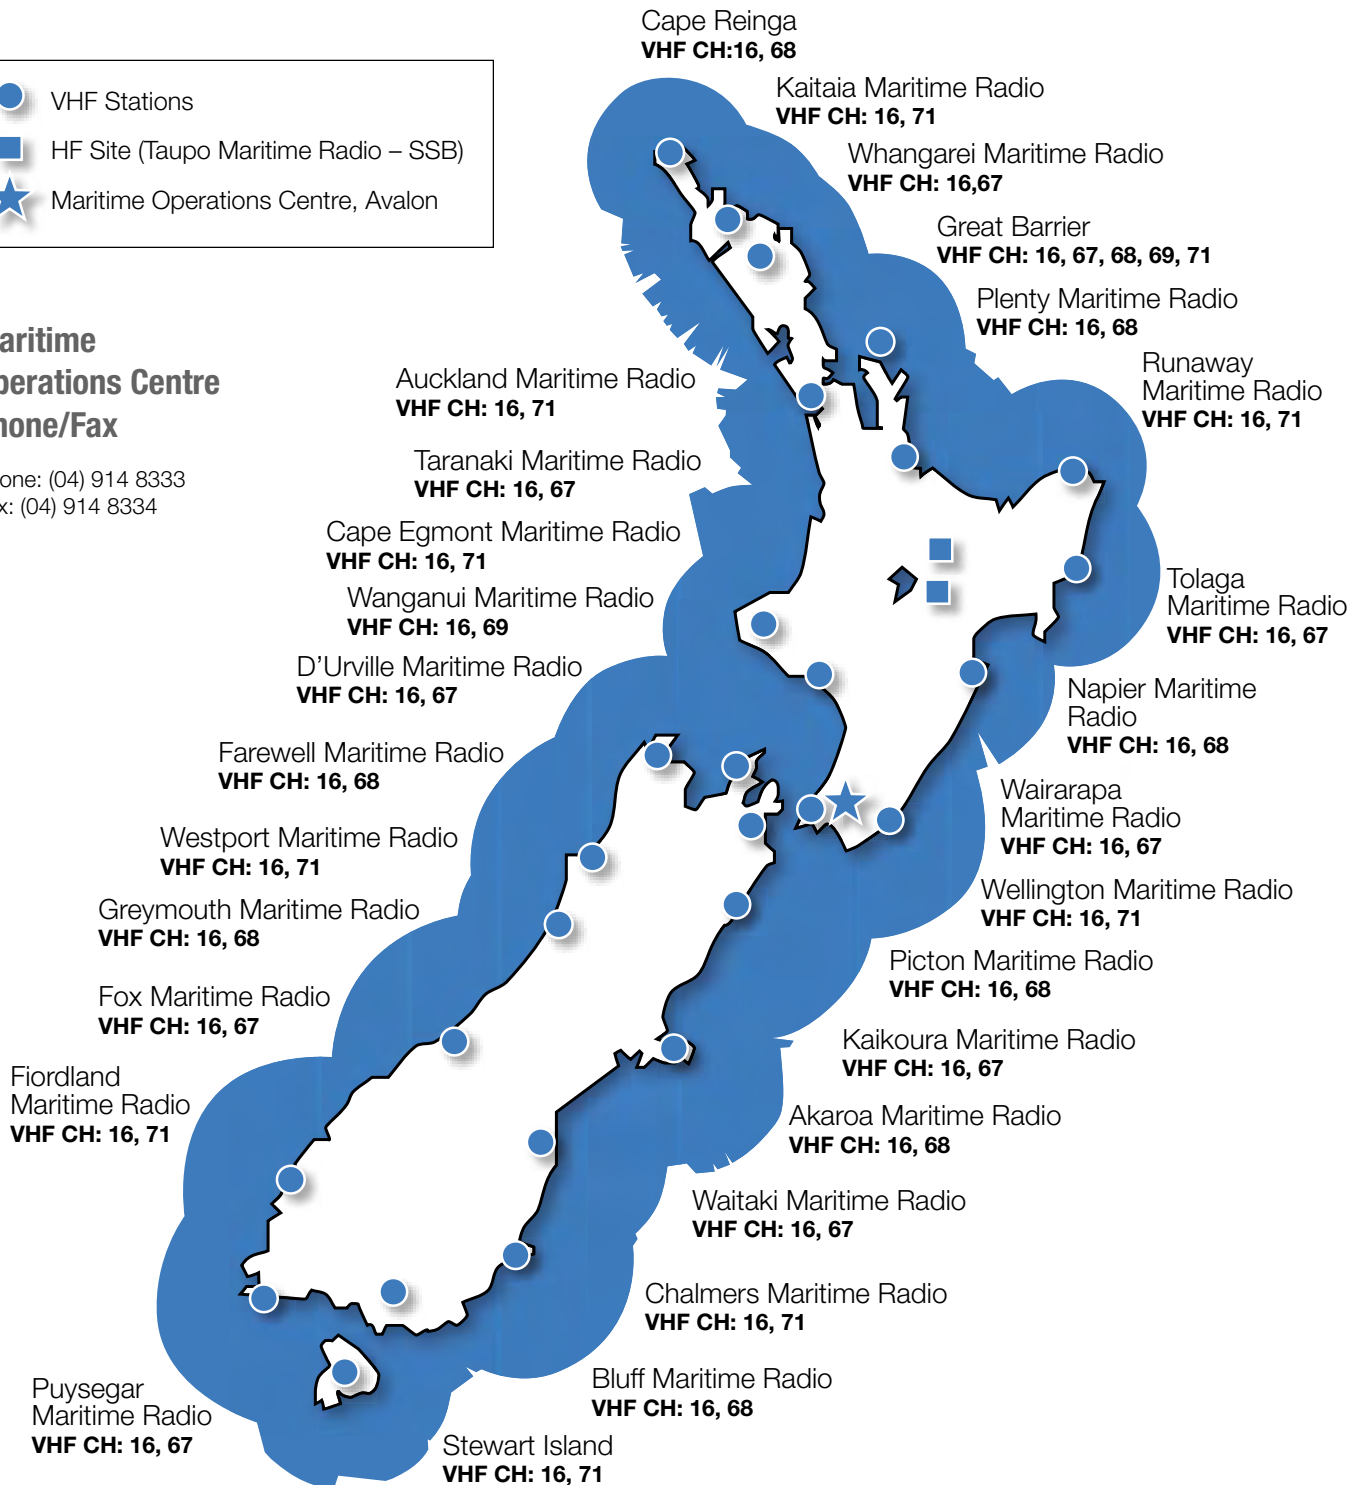 Cape Reinga
VHF CH:16, 68
VHF Stations
HF Site (Taupo Maritime Radio – SSB)
Maritime Operations Centre, Avalon
Kaitaia Maritime Radio
VHF CH: 16, 71
Whangarei Maritime Radio
VHF CH: 16,67
Great Barrier
VHF CH: 16, 67, 68, 69, 71
Plenty Maritime Radio
VHF CH: 16, 68
Runaway
Maritime Radio
VHF CH: 16, 71
aritime
perations Centre
hone/Fax
one: (04) 914 8333
x: (04) 914 8334
Auckland Maritime Radio
VHF CH: 16, 71
Taranaki Maritime Radio
VHF CH: 16, 67
Cape Egmont Maritime Radio
VHF CH: 16, 71
Wanganui Maritime Radio
VHF CH: 16, 69
D'Urville Maritime Radio
VHF CH: 16, 67
Farewell Maritime Radio
VHF CH: 16, 68
Westport Maritime Radio
VHF CH: 16, 71
Greymouth Maritime Radio
VHF CH: 16, 68
Fox Maritime Radio
VHF CH: 16, 67
Fiordland
Maritime Radio
VHF CH: 16, 71
Tolaga
Maritime Radio
VHF CH: 16, 67
Napier Maritime
Radio
VHF CH: 16, 68
Wairarapa
Maritime Radio
VHF CH: 16, 67
Wellington Maritime Radio
VHF CH: 16, 71
Picton Maritime Radio
VHF CH: 16, 68
Kaikoura Maritime Radio
VHF CH: 16, 67
Akaroa Maritime Radio
VHF CH: 16, 68
Waitaki Maritime Radio
VHF CH: 16, 67
Chalmers Maritime Radio
VHF CH: 16, 71
Bluff Maritime Radio
VHF CH: 16, 68
Puysegar
Maritime Radio
VHF CH: 16, 67
Stewart Island
VHF CH: 16, 71